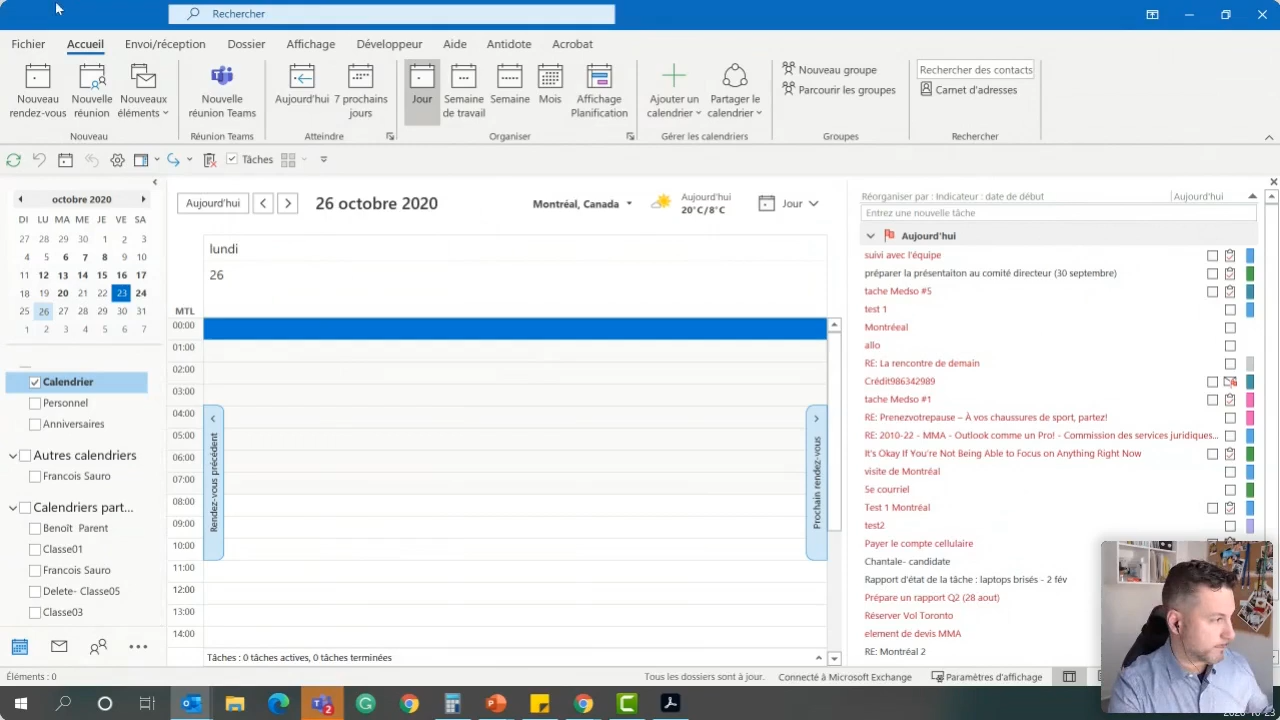 Rechercher
Fichier Accueil Envoi/réception Dossier Affichage Développeur Aide Antidote Acrobat
Nouveau rendez-vous
Nouvelle réunion
Nouveaux éléments
Nouveau
Nouvelle réunion Teams
Réunion Teams
Aujourd'hui
7 prochains jours
Atteindre
Jour
Semaine de travail
Semaine
Mois
Affichage Planification
Organiser
Ajouter un calendrier
Partager le calendrier
Gérer les calendriers
Nouveau groupe
Parcourir les groupes
Groupes
Rechercher des contacts
Carnet d'adresses
Rechercher
Tâches
octobre 2020
DI LU MA ME JE VE SA
27 28 29 30 1 2 3
4 5 6 7 8 9 10
11 12 13 14 15 16 17
18 19 20 21 22 23 24
25 26 27 28 29 30 31
1 2 3 4 5 6 7
Calendrier
Personnel
Anniversaires
Autres calendriers
Francois Sauro
Calendriers part...
Benoît Parent
Classe01
Francois Sauro
Delete- Classe05
Classe03
Aujourd'hui
26 octobre 2020
Montréal, Canada
Aujourd'hui
20°C/8°C
Jour
lundi
26
MTL
00:00
01:00
02:00
03:00
04:00
05:00
06:00
07:00
08:00
09:00
10:00
11:00
12:00
13:00
14:00
Rendez-vous précédent
Prochain rendez-vous
Tâches : 0 tâches actives, 0 tâches terminées
Réorganiser par : Indicateur : date de début Aujourd'hui
Entrez une nouvelle tâche
Aujourd'hui
suivi avec l'équipe
préparer la présentaiton au comité directeur (30 septembre)
tache Medso #5
test 1
Montréeal
allo
RE: La rencontre de demain
Crédit986342989
tache Medso #1
RE: Prenezvotrepause – À vos chaussures de sport, partez!
RE: 2010-22 - MMA - Outlook comme un Pro! - Commission des services juridiques...
It's Okay If You're Not Being Able to Focus on Anything Right Now
visite de Montréal
5e courriel
Test 1 Montréal
test2
Payer le compte cellulaire
Chantale- candidate
Rapport d'état de la tâche : laptops brisés - 2 fév
Prépare un rapport Q2 (28 aout)
Réserver Vol Toronto
element de devis MMA
RE: Montréal 2
Éléments : 0
Tous les dossiers sont à jour. Connecté à Microsoft Exchange Paramètres d'affichage
2